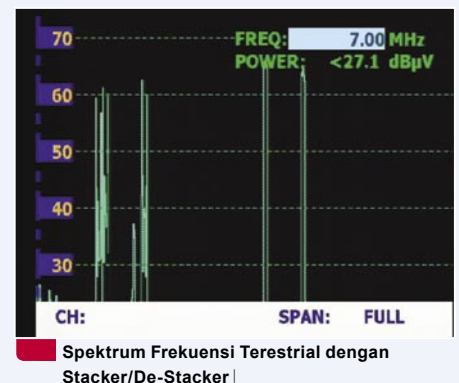 70
FREQ: 7.00 MHz
POWER: <27.1 dBµV
60
50
40
30
CH: SPAN: FULL
Spektrum Frekuensi Terestrial dengan
Stacker/De-Stacker|